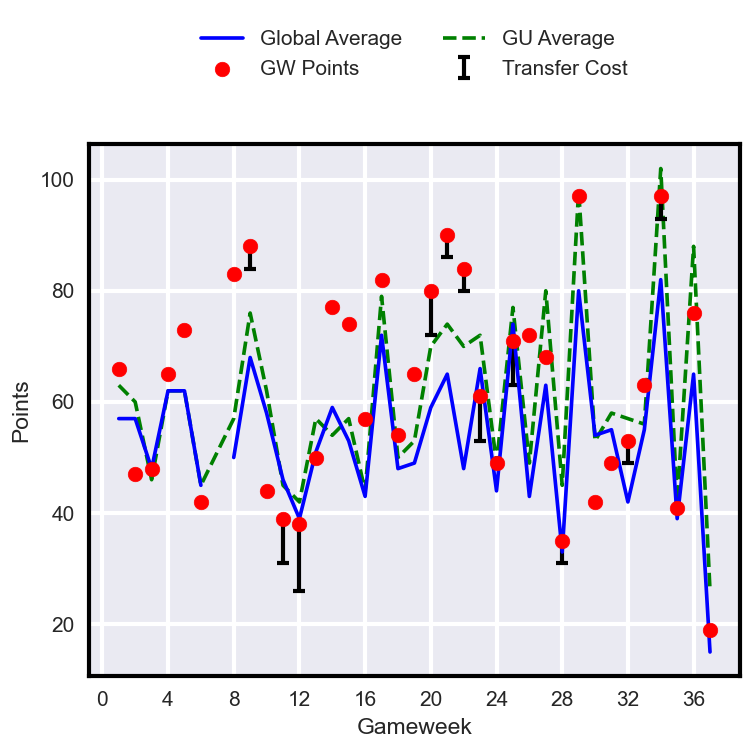 Global Average GU Average
GW Points Transfer Cost
100
80
60
40
20
Points
0 4 8 12 16 20 24 28 32 36
Gameweek